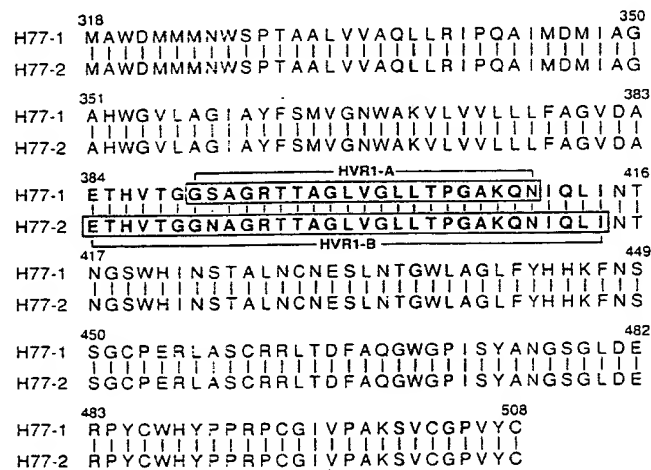 318 350
H77-1 MAWDMMMNWSPTAALVVAQLLRIPQAIMDMIAG
H77-2 MAWDMMMNWSPTAALVVAQLLRIPQAIMDMIAG
351 383
H77-1 AHWGVLAGIAYFSMVGNWAKVLVVLLLFAGVDA
H77-2 AHWGVLAGIAYFSMVGNWAKVLVVLLLFAGVDA
384 HVR1-A 416
H77-1 ETHVTGGSAGRTTAGLVGLLTPGAKQNIQLINT
H77-2 ETHVTGGNAGRTTAGLVGLLTPGAKQNIQLINT
HVR1-B
417 449
H77-1 NGSWHINSTALNCNESLNTGWLAGLFYHHKFNS
H77-2 NGSWHINSTALNCNESLNTGWLAGLFYHHKFNS
450 482
H77-1 SGCPERLASCRRLTDFAQGWGPISYANGSGLDE
H77-2 SGCPERLASCRRLTDFAQGWGPISYANGSGLDE
483 508
H77-1 RPYCWHYPPRPCGIVPAKSVCGPVYC
H77-2 RPYCWHYPPRPCGIVPAKSVCGPVYC